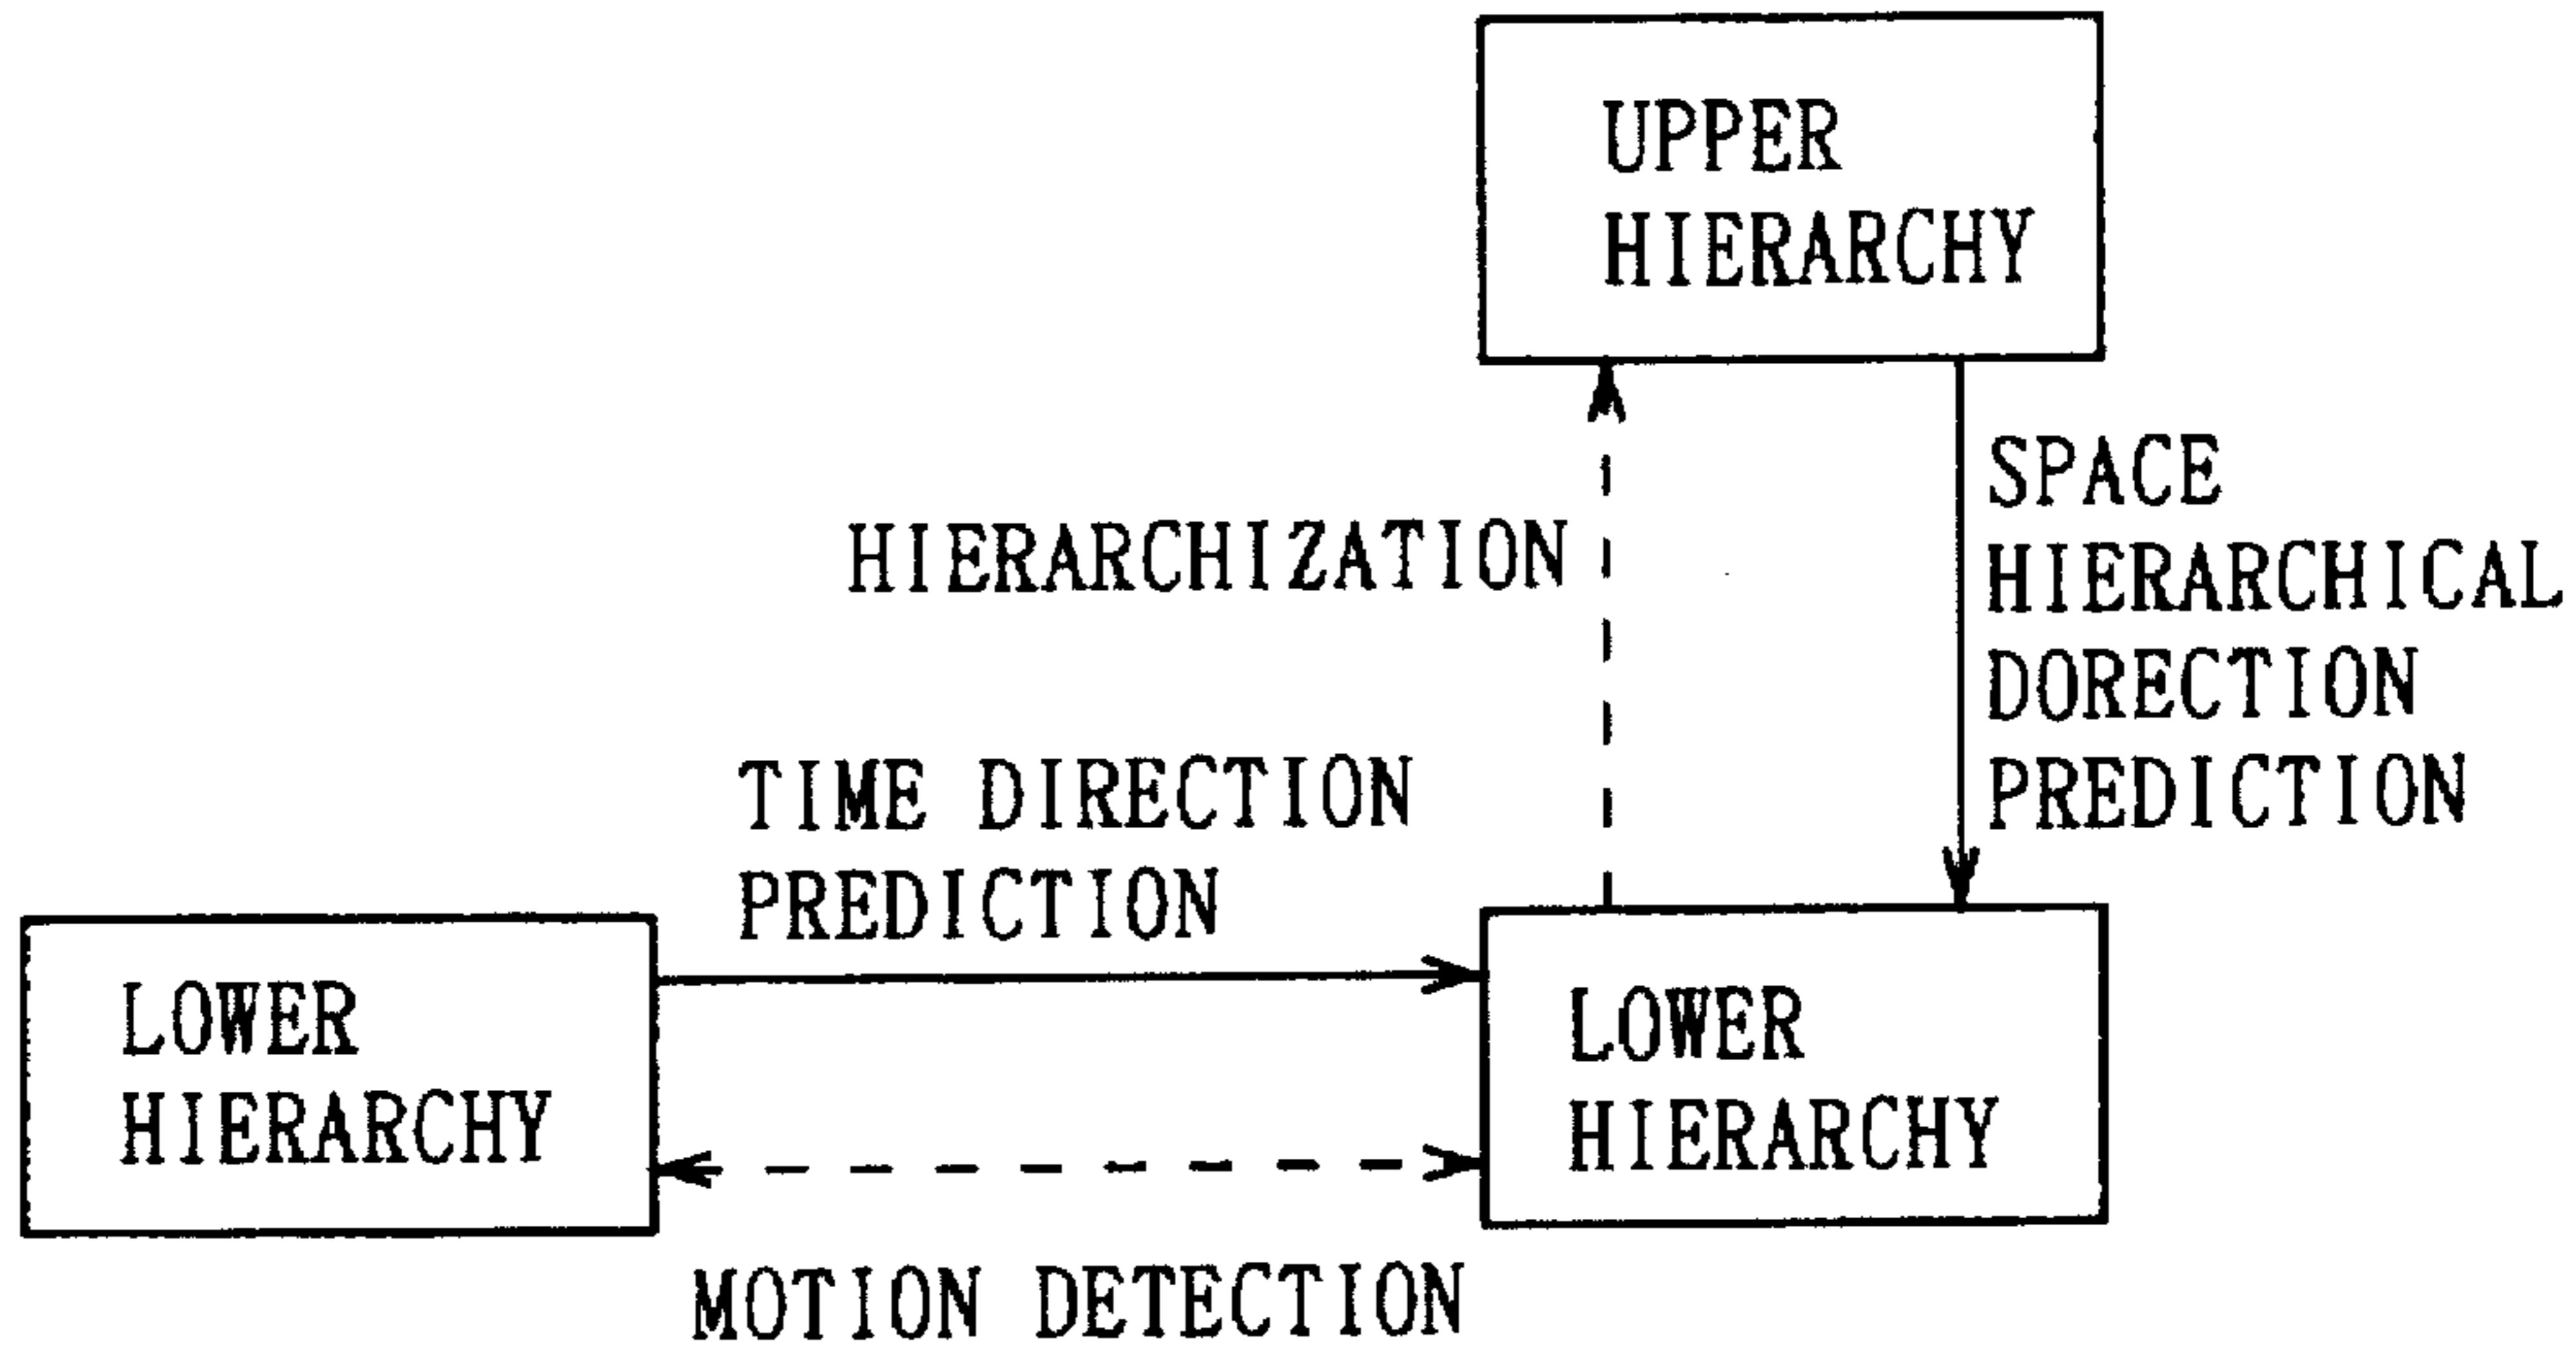 UPPER
HIERARCHY
HIERARCHIZATION
SPACE
HIERARCHICAL
DORECTION
PREDICTION
TIME DIRECTION
PREDICTION
LOWER
HIERARCHY
LOWER
HIERARCHY
MOTION DETECTION